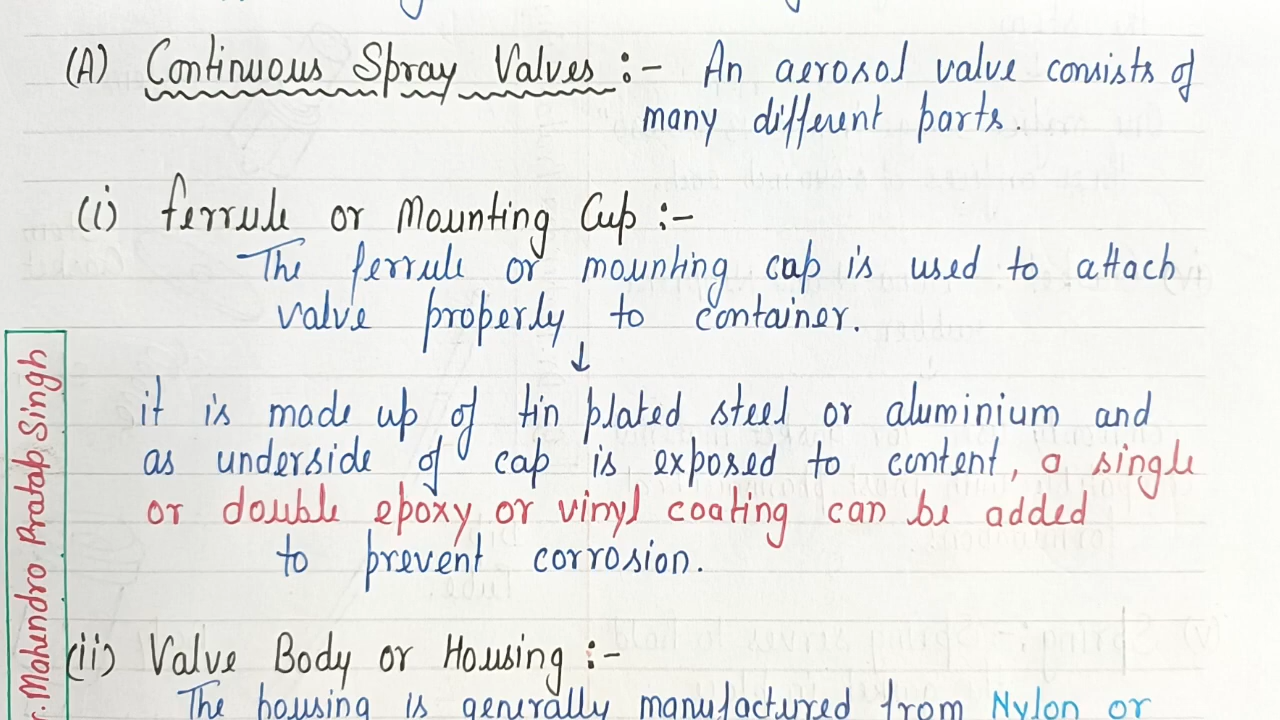 (A) Continuous Spray Valves :- An aerosol valve consists of
many different parts.
(i) ferrule or Mounting Cup :-
The ferrule or mounting cap is used to attach
valve properly to container.
↓
it is made up of tin plated steel or aluminium and
as underside of cap is exposed to content, a single
or double epoxy or vinyl coating can be added
to prevent corrosion.
(ii) Valve Body or Housing :-
The housing is generally manufactured from Nylon or
r. Mahendra Pratap Singh